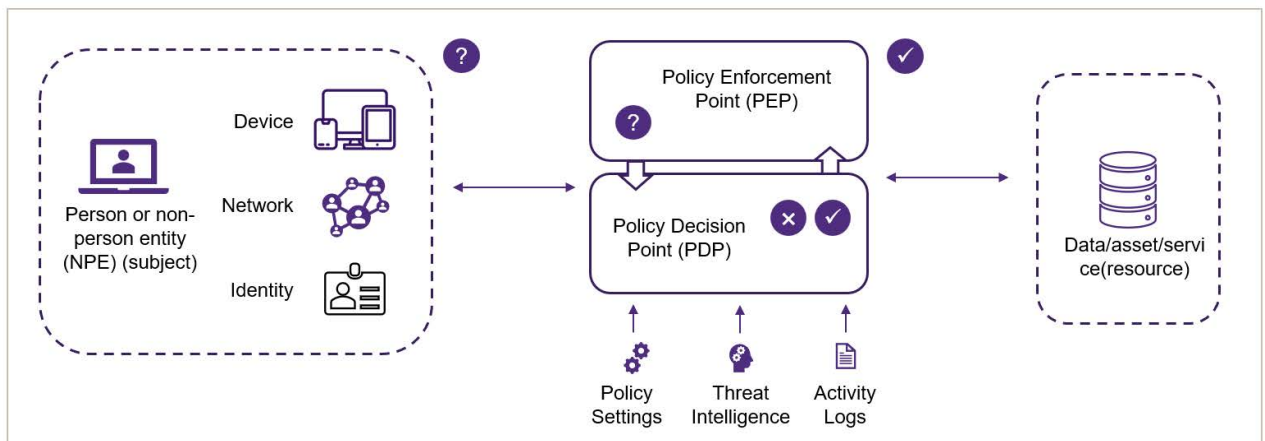 Device
Network
Identity
Person or non-
person entity
(NPE) (subject)
?
Policy Enforcement
Point (PEP)
?
Policy Decision
Point (PDP)
Data/asset/servi
ce(resource)
Policy
Settings
Threat
Intelligence
Activity
Logs